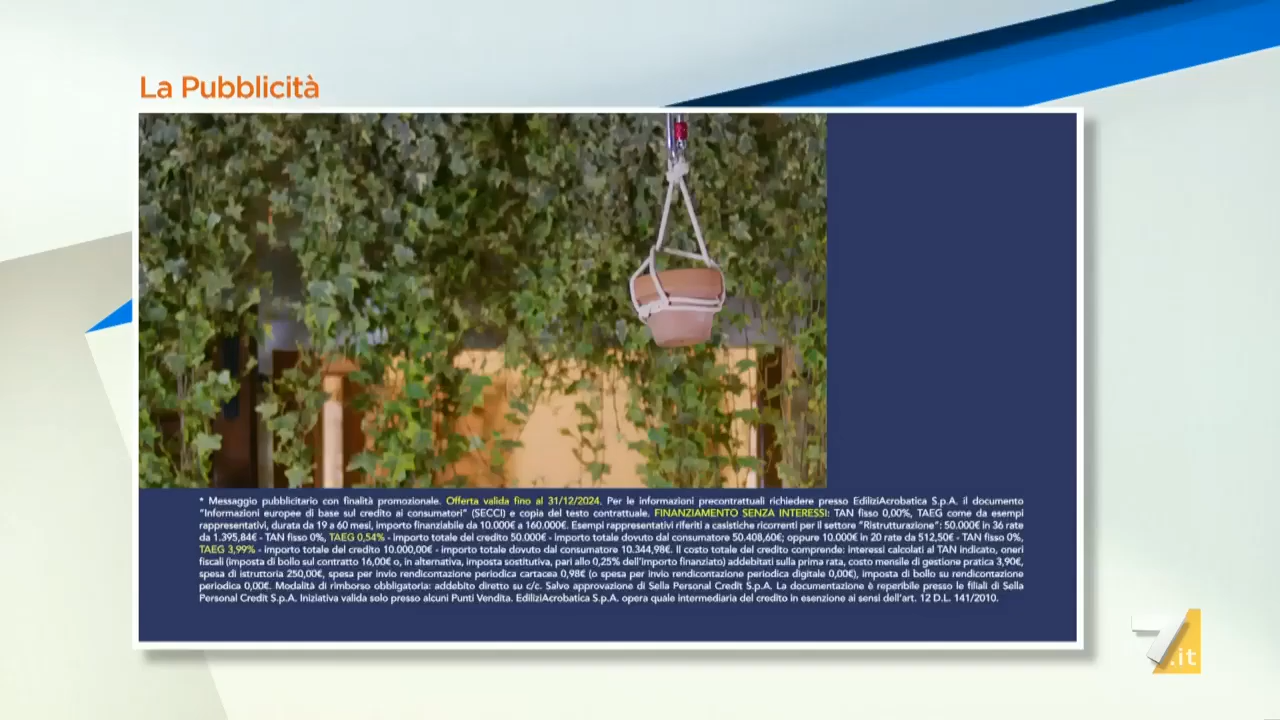 La Pubblicità
* Messaggio pubblicitario con finalità promozionale. Offerta valida fino al 31/12/2024. Per le informazioni precontrattuali richiedere presso EdiliziAcrobatica S.p.A. il documento
"Informazioni europee di base sul credito ai consumatori" (SECCI) e copia del testo contrattuale. FINANZIAMENTO SENZA INTERESSI: TAN fisso 0,00%, TAEG come da esempi
rappresentativi, durata da 19 a 60 mesi, importo finanziabile da 10.000€ a 160.000€. Esempi rappresentativi riferiti a casistiche ricorrenti per il settore "Ristrutturazione": 50.000€ in 36 rate
da 1.395,84€ - TAN fisso 0%, TAEG 0,54% - importo totale del credito 50.000€ - importo totale dovuto dal consumatore 50.408,60€; oppure 10.000€ in 20 rate da 512,50€ - TAN fisso 0%,
TAEG 3,99% - importo totale del credito 10.000,00€ - importo totale dovuto dal consumatore 10.344,98€. Il costo totale del credito comprende: interessi calcolati al TAN indicato, oneri
fiscali (imposta di bollo sul contratto 16,00€ o, in alternativa, imposta sostitutiva, pari allo 0,25% dell'importo finanziato) addebitati sulla prima rata, costo mensile di gestione pratica 3,90€,
spesa di istruttoria 250,00€, spesa per invio rendicontazione periodica cartacea 0,98€ (o spesa per invio rendicontazione periodica digitale 0,00€), imposta di bollo su rendicontazione
periodica 0,00€. Modalità di rimborso obbligatoria: addebito diretto su c/c. Salvo approvazione di Sella Personal Credit S.p.A. La documentazione è reperibile presso le filiali di Sella
Personal Credit S.p.A. Iniziativa valida solo presso alcuni Punti Vendita. EdiliziAcrobatica S.p.A. opera quale intermediaria del credito in esenzione ai sensi dell'art. 12 D.L. 141/2010.
7.it